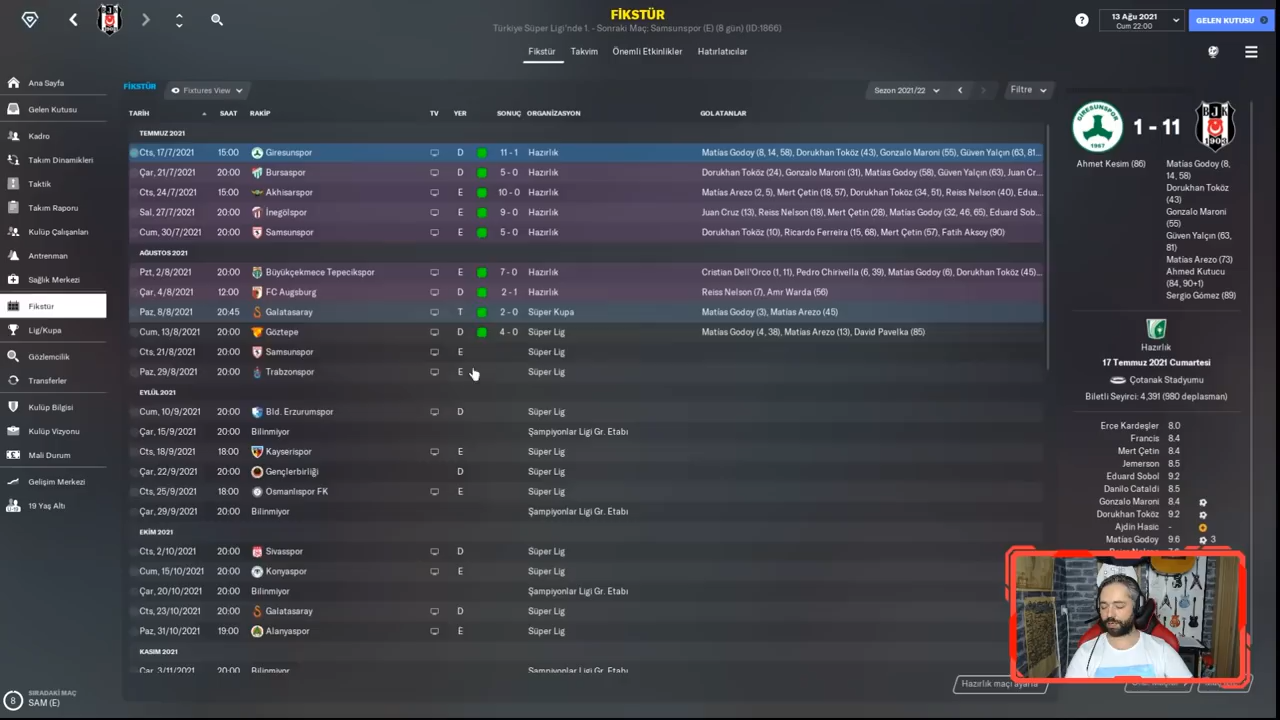 FİKSTÜR
Türkiye Süper Ligi'nde 1. - Sonraki Maç: Samsunspor (E) (8 gün) (ID:1866)
13 Ağu 2021
Cum 22:00
GELEN KUTUSU
Fikstür Takvim Önemli Etkinlikler Hatırlatıcılar
Ana Sayfa
Gelen Kutusu
Kadro
Takım Dinamikleri
Taktik
Takım Raporu
Kulüp Çalışanları
Antrenman
Sağlık Merkezi
Fikstür
Lig/Kupa
Gözlemcilik
Transferler
Kulüp Bilgisi
Kulüp Vizyonu
Mali Durum
Gelişim Merkezi
19 Yaş Altı
8
SIRADAKİ MAÇ
SAM (E)
FİKSTÜR Fixtures View Sezon 2021/22 Filtre
TARİH SAAT RAKİP TV YER SONUÇ ORGANİZASYON GOLATANLAR
TEMMUZ 2021
Cts, 17/7/2021 15:00 Giresunspor D 11 - 1 Hazırlık Matías Godoy (8, 14, 58), Dorukhan Toköz (43), Gonzalo Maroni (55), Güven Yalçın (63, 81...
Çar, 21/7/2021 20:00 Bursaspor D 5 - 0 Hazırlık Dorukhan Toköz (24), Gonzalo Maroni (31), Matías Godoy (58), Güven Yalçın (63), Juan Cr...
Cts, 24/7/2021 15:00 Akhisarspor E 10 - 0 Hazırlık Matías Arezo (2, 5), Mert Çetin (18, 57), Dorukhan Toköz (34, 51), Reiss Nelson (40), Edua...
Sal, 27/7/2021 20:00 İnegölspor E 9 - 0 Hazırlık Juan Cruz (13), Reiss Nelson (18), Mert Çetin (28), Matías Godoy (32, 46, 65), Eduard Sob...
Cum, 30/7/2021 20:00 Samsunspor E 5 - 0 Hazırlık Dorukhan Toköz (10), Ricardo Ferreira (15, 68), Mert Çetin (57), Fatih Aksoy (90)
AĞUSTOS 2021
Pzt, 2/8/2021 20:00 Büyükçekmece Tepecikspor E 7 - 0 Hazırlık Cristian Dell'Orco (1, 11), Pedro Chirivella (6, 39), Matías Godoy (6), Dorukhan Toköz (45)...
Çar, 4/8/2021 12:00 FC Augsburg D 2 - 1 Hazırlık Reiss Nelson (7), Amr Warda (56)
Paz, 8/8/2021 20:45 Galatasaray T 2 - 0 Süper Kupa Matías Godoy (3), Matías Arezo (45)
Cum, 13/8/2021 20:00 Göztepe D 4 - 0 Süper Lig Matías Godoy (4, 38), Matías Arezo (13), David Pavelka (85)
Cts, 21/8/2021 20:00 Samsunspor E Süper Lig
Paz, 29/8/2021 20:00 Trabzonspor E Süper Lig
EYLÜL 2021
Cum, 10/9/2021 20:00 Bld. Erzurumspor D Süper Lig
Çar, 15/9/2021 20:00 Bilinmiyor Şampiyonlar Ligi Gr. Etabı
Cts, 18/9/2021 18:00 Kayserispor E Süper Lig
Çar, 22/9/2021 20:00 Gençlerbirliği D Süper Lig
Cts, 25/9/2021 18:00 Osmanlıspor FK E Süper Lig
Çar, 29/9/2021 20:00 Bilinmiyor Şampiyonlar Ligi Gr. Etabı
EKİM 2021
Cts, 2/10/2021 20:00 Sivasspor D Süper Lig
Cum, 15/10/2021 20:00 Konyaspor E Süper Lig
Çar, 20/10/2021 20:00 Bilinmiyor Şampiyonlar Ligi Gr. Etabı
Cts, 23/10/2021 20:00 Galatasaray D Süper Lig
Paz, 31/10/2021 19:00 Alanyaspor E Süper Lig
KASIM 2021
Çar, 3/11/2021 20:00 Bilinmiyor Şampiyonlar Ligi Gr. Etabı
Hazırlık maçı ayarla
GİRESUNSPOR
1967
1 - 11
BJK
1903
Ahmet Kesim (86)
Matías Godoy (8,
14, 58)
Dorukhan Toköz
(43)
Gonzalo Maroni
(55)
Güven Yalçın (63,
81)
Matías Arezo (73)
Ahmed Kutucu
(84, 90+1)
Sergio Gómez (89)
Hazırlık
17 Temmuz 2021 Cumartesi
Çotanak Stadyumu
Biletli Seyirci: 4,391 (980 deplasman)
Erce Kardeşler 8.0
Francis 8.4
Mert Çetin 8.4
Jemerson 8.5
Eduard Sobol 9.2
Danilo Cataldi 8.5
Gonzalo Maroni 8.4
Dorukhan Toköz 9.2
Ajdin Hasic -
Matías Godoy 9.6 3